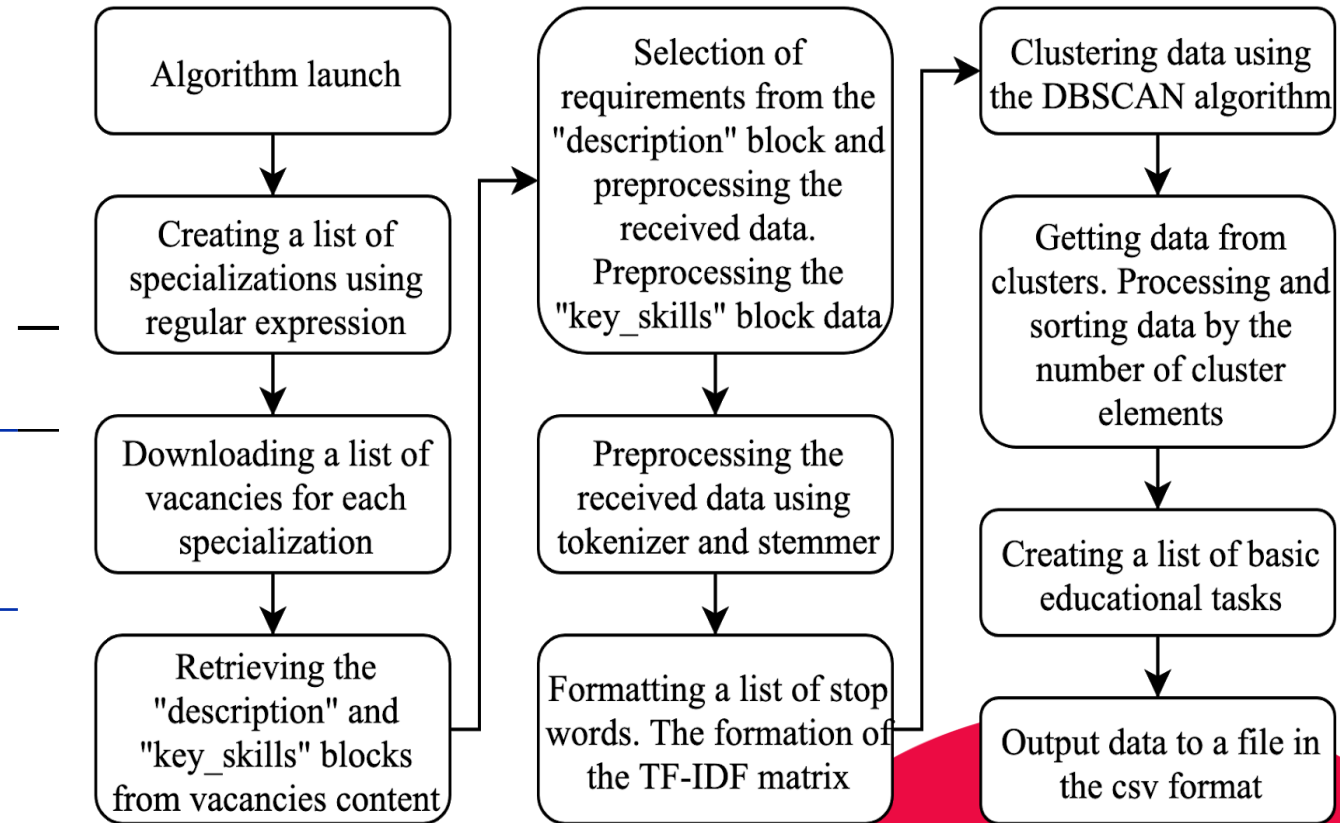 Algorithm launch
Creating a list of
specializations using
regular expression
Downloading a list of
vacancies for each
specialization
Retrieving the
"description" and
"key_skills" blocks
from vacancies content
Selection of
requirements from the
"description" block and
preprocessing the
received data.
Preprocessing the
"key_skills" block data
Preprocessing the
received data using
tokenizer and stemmer
Formatting a list of stop
words. The formation of
the TF-IDF matrix
Clustering data using
the DBSCAN algorithm
Getting data from
clusters. Processing and
sorting data by the
number of cluster
elements
Creating a list of basic
educational tasks
Output data to a file in
the csv format